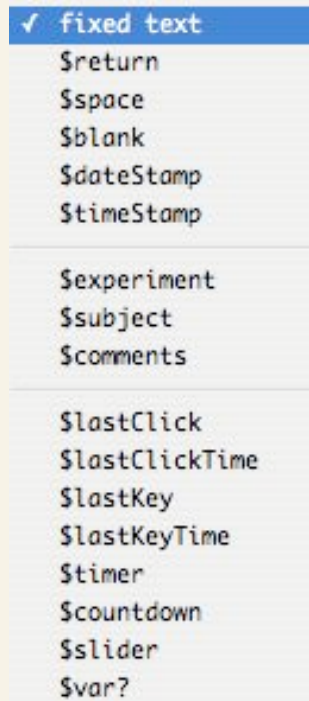 ✓ fixed text
$return
$space
$blank
$dateStamp
$timeStamp
$experiment
$subject
$comments
$lastClick
$lastClickTime
$lastKey
$lastKeyTime
$timer
$countdown
$slider
$var?